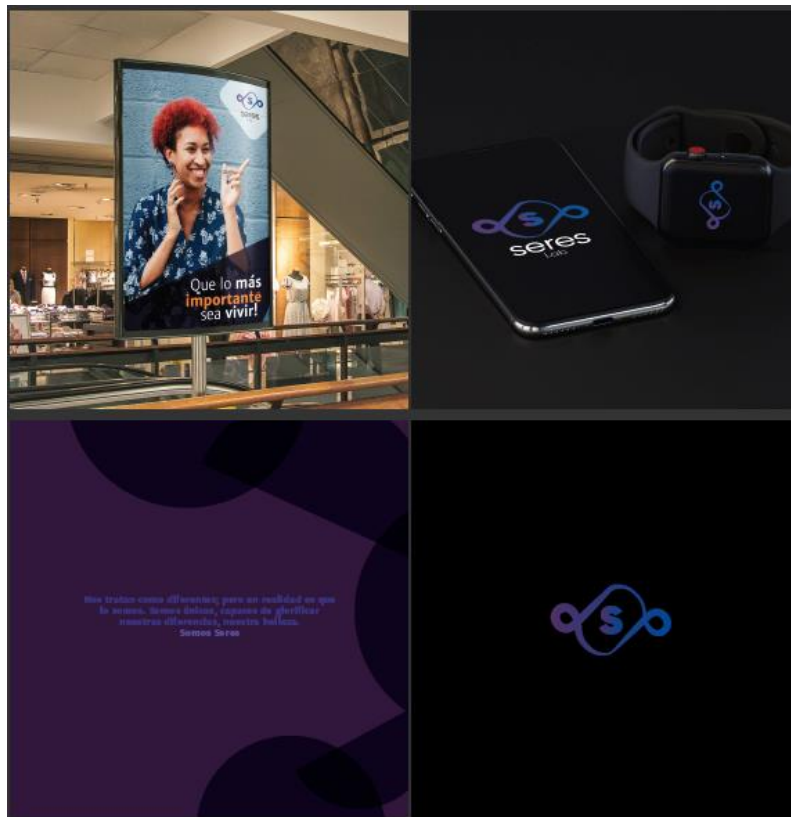 seres
Que lo más
importante
sea vivir!
S
seres
Lab
S
Nos tratan como diferentes; pero en realidad es que
lo somos. Somos únicos, capaces de glorificar
nuestras diferencias, nuestra belleza.
Somos Seres
S